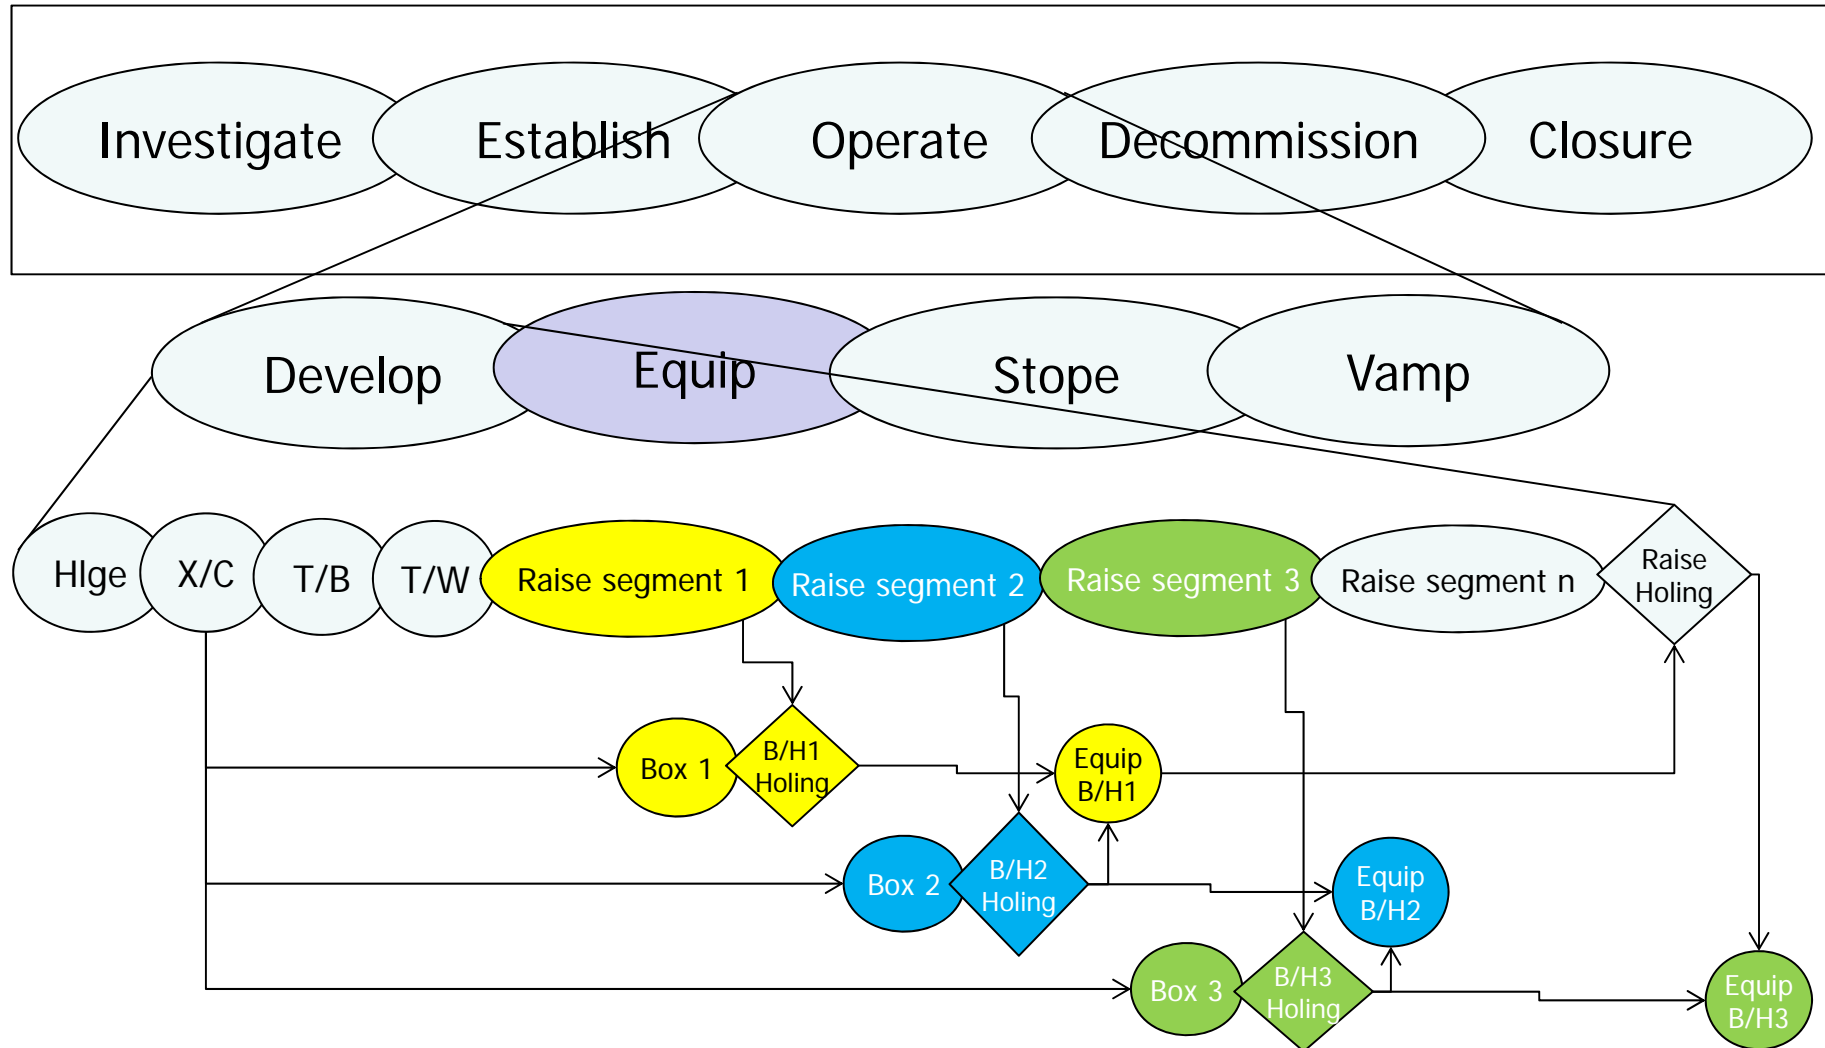 Investigate
Establish
Operate
Decommission
Closure
Develop
Equip
Stope
Vamp
Hlge
X/C
T/B
T/W
Raise segment 1
Raise segment 2
Raise segment 3
Raise segment n
Raise
Holing
Box 1
B/H1
Holing
Equip
B/H1
Box 2
B/H2
Holing
Equip
B/H2
Box 3
B/H3
Holing
Equip
B/H3